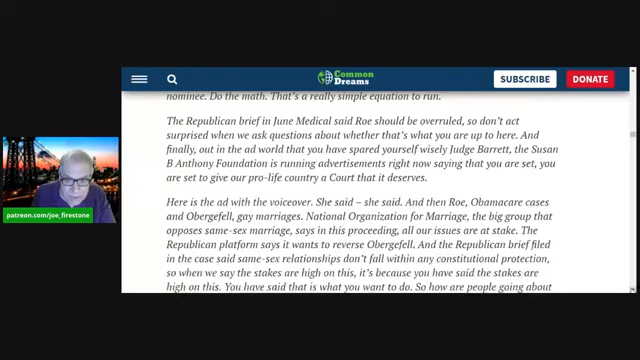 Common
Dreams
SUBSCRIBE
DONATE
nominee. Do the math. That's a really simple equation to run.
The Republican brief in June Medical said Roe should be overruled, so don't act
surprised when we ask questions about whether that's what you are up to here. And
finally, out in the ad world that you have spared yourself wisely Judge Barrett, the Susan
B Anthony Foundation is running advertisements right now saying that you are set, you
are set to give our pro-life country a Court that it deserves.
Here is the ad with the voiceover. She said – she said. And then Roe, Obamacare cases
and Obergefell, gay marriages. National Organization for Marriage, the big group that
opposes same-sex marriage, says in this proceeding, all our issues are at stake. The
Republican platform says it wants to reverse Obergefell. And the Republican brief filed
in the case said same-sex relationships don't fall within any constitutional protection,
so when we say the stakes are high on this, it's because you have said the stakes are
high on this. You have said that is what you want to do. So how are people going about
patreon.com/joe_firestone